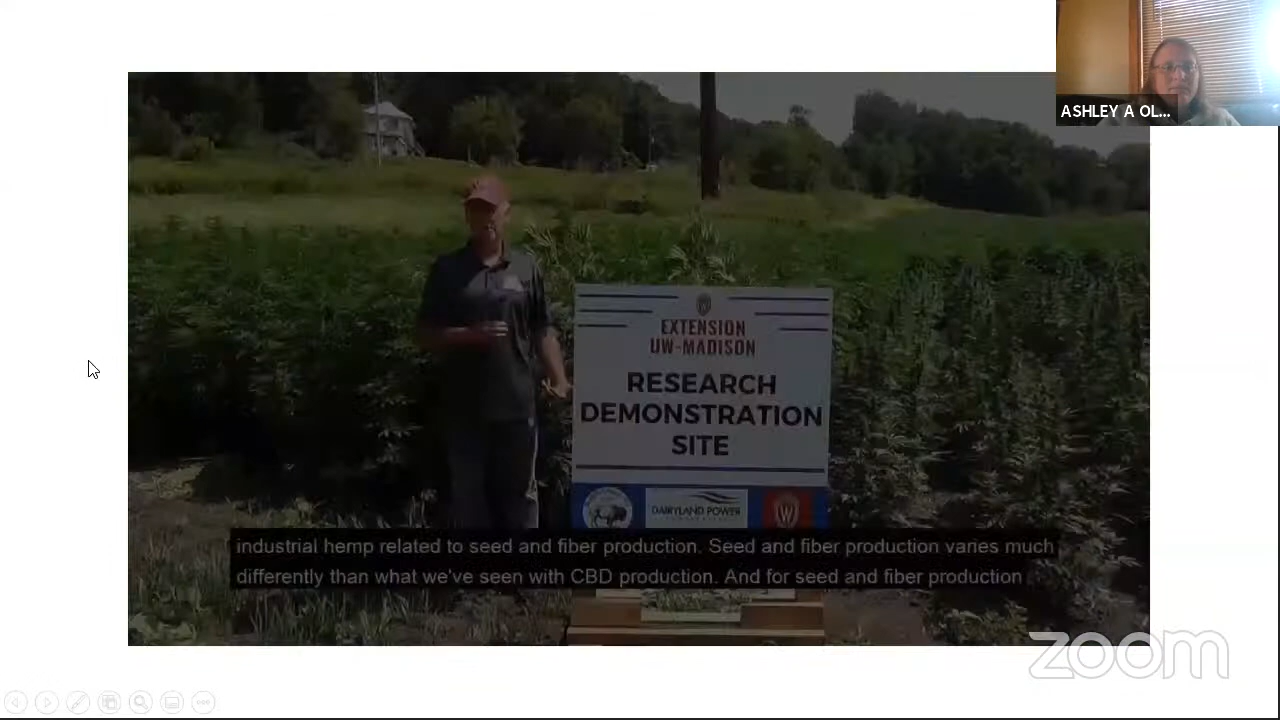 ASHLEY A OL...
EXTENSION
UW-MADISON
RESEARCH
DEMONSTRATION
SITE
DAIRYLAND POWER
W
industrial hemp related to seed and fiber production. Seed and fiber production varies much
differently than what we've seen with CBD production. And for seed and fiber production
zoom